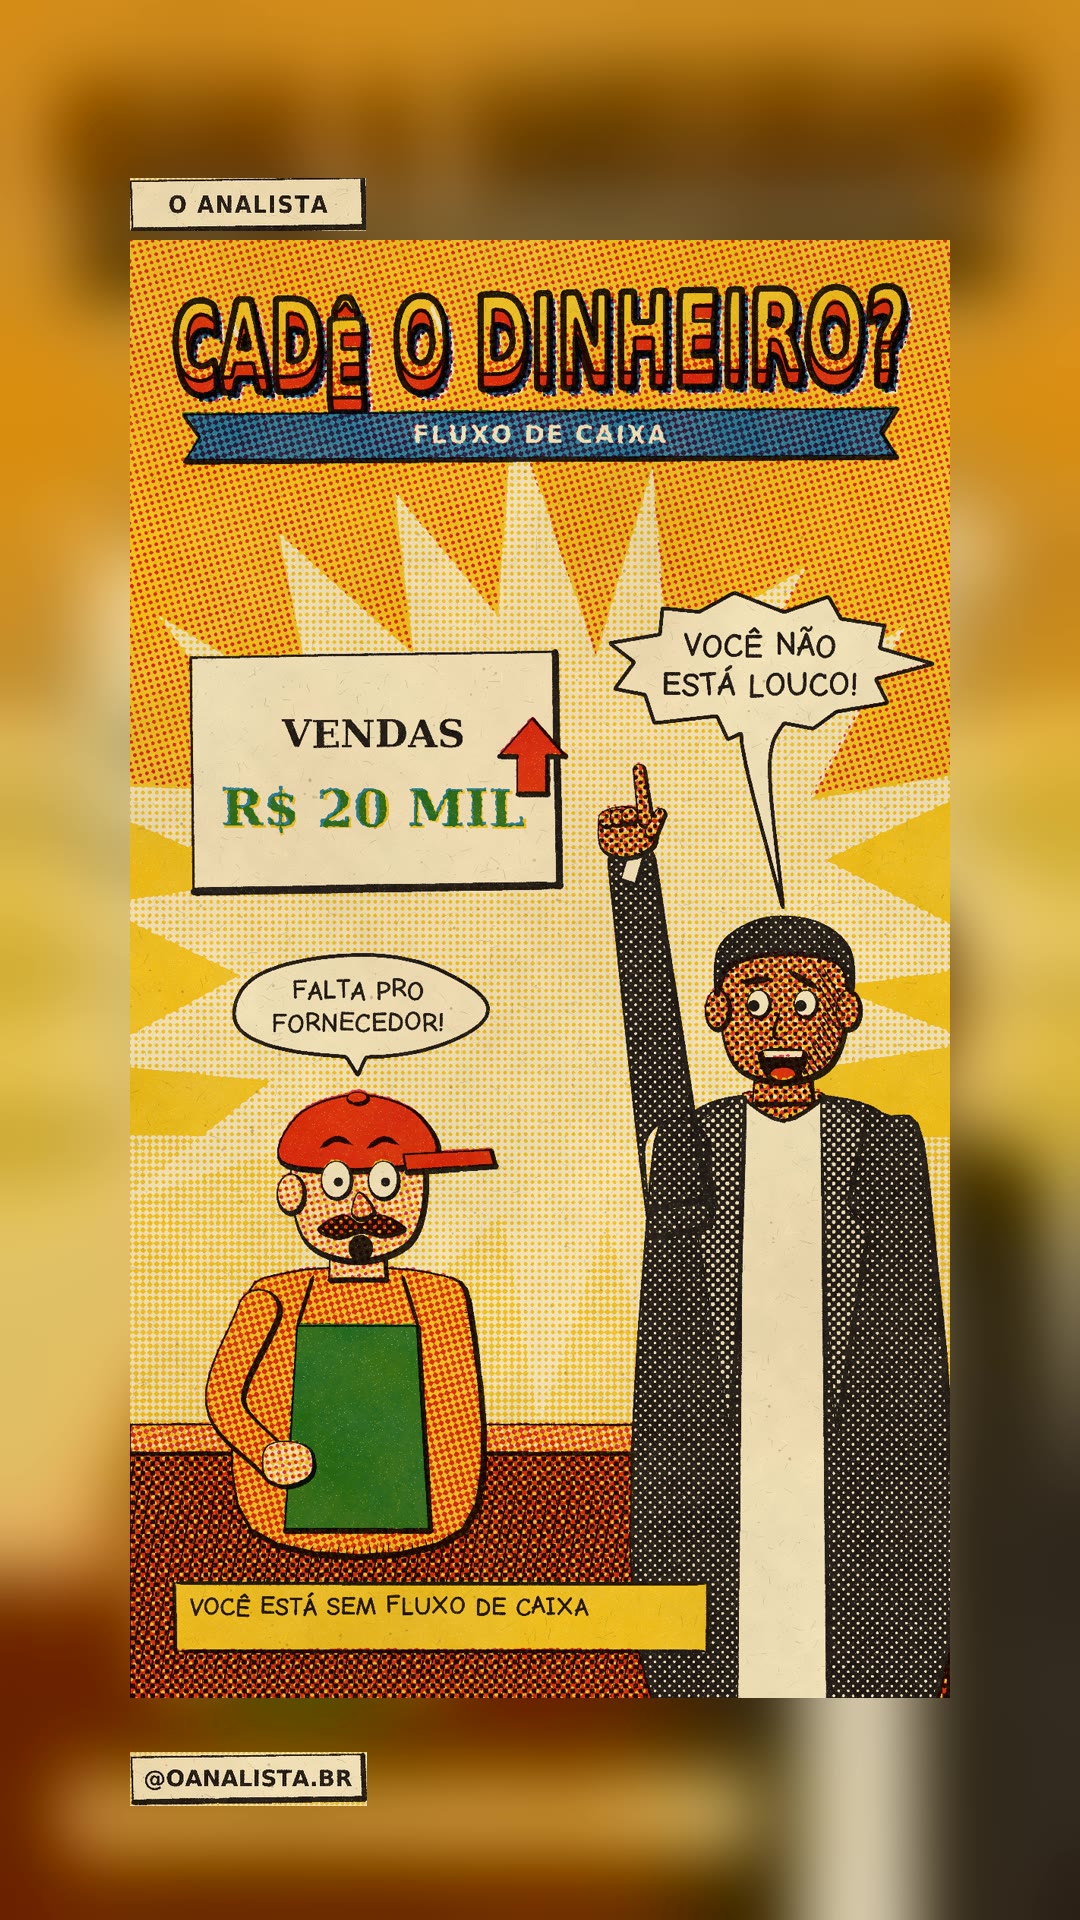 O ANALISTA
CADÊ O DINHEIRO?
FLUXO DE CAIXA
VOCÊ NÃO
ESTÁ LOUCO!
VENDAS
R$ 20 MIL
FALTA PRO
FORNECEDOR!
VOCÊ ESTÁ SEM FLUXO DE CAIXA
@OANALISTA.BR